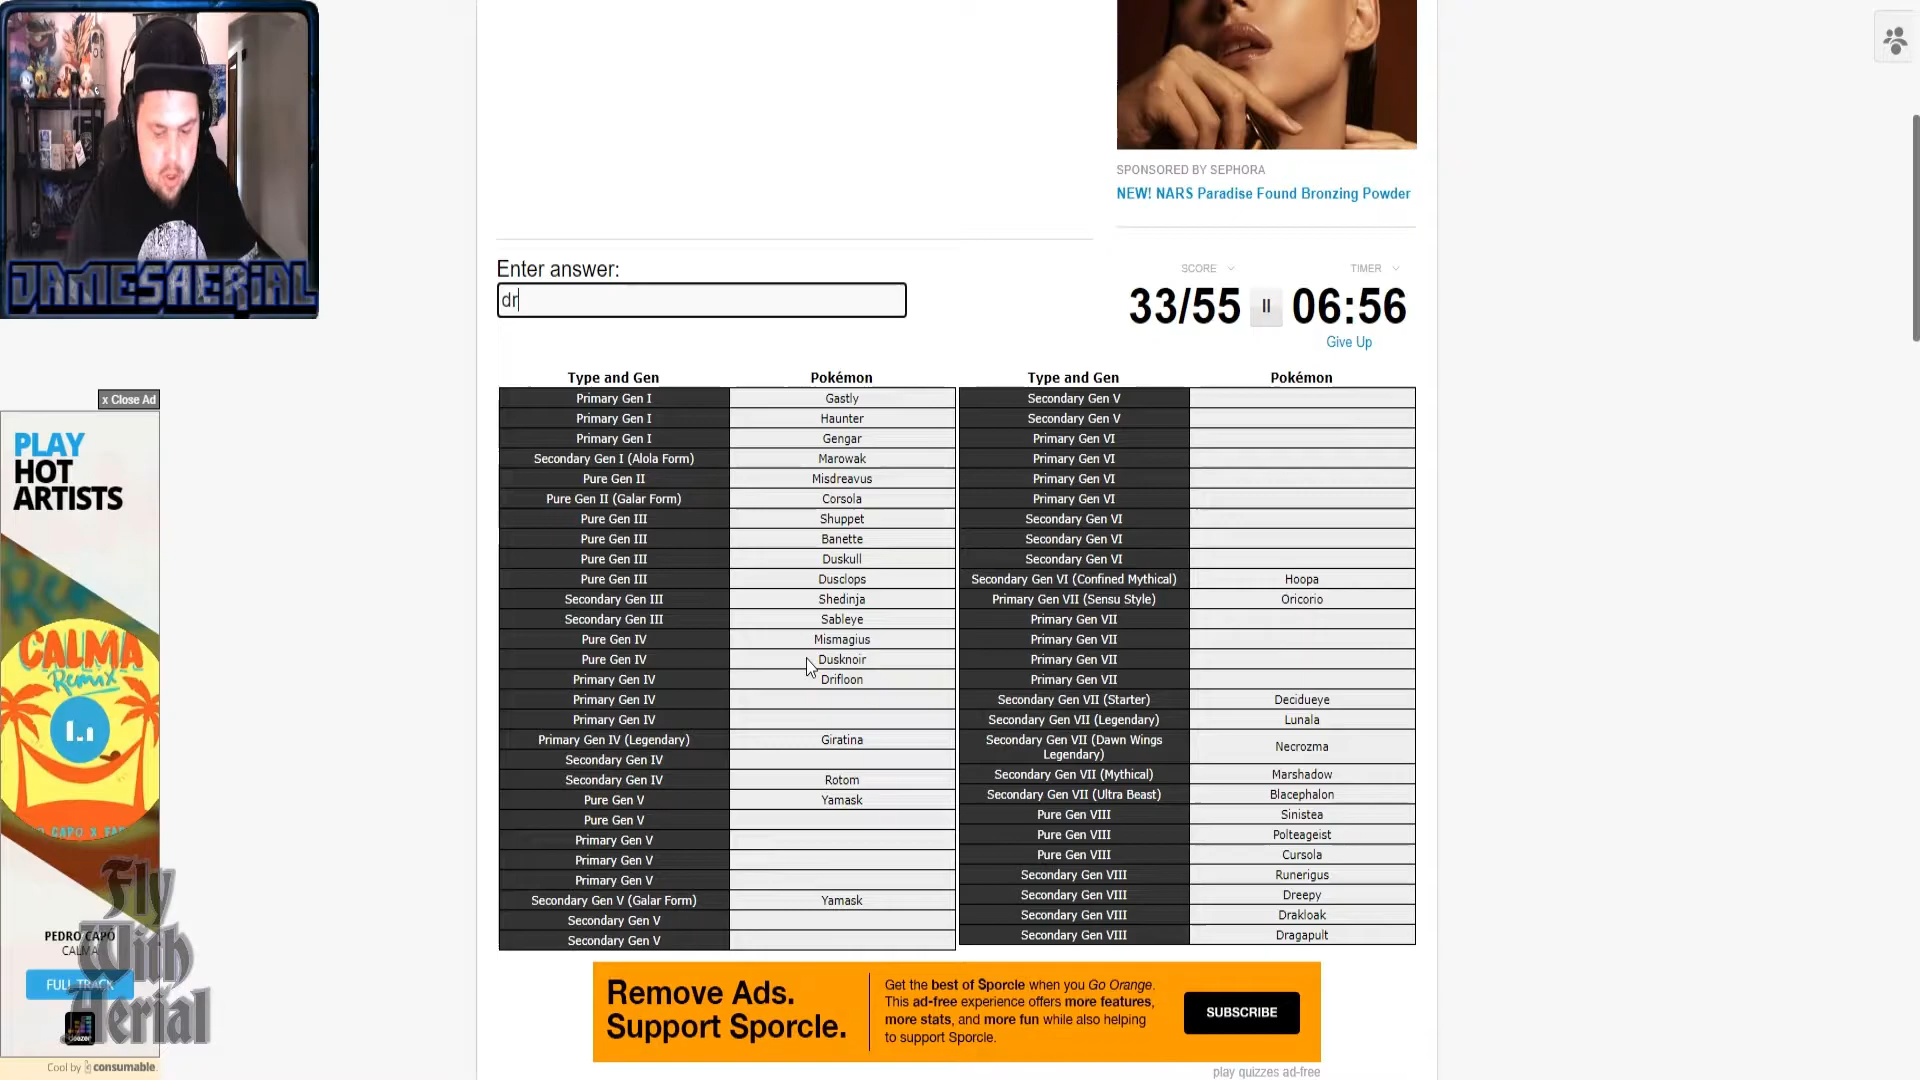 SPONSORED BY SEPHORA
NEW! NARS Paradise Found Bronzing Powder
JAMESAERIAL
Enter answer:
dr
SCORE
TIMER
33/55
06:56
Give Up
x Close Ad
PLAY
HOT
ARTISTS
CALMA
Remix
PEDRO CAPÓ
CALMA
FULL TRACK
deezer
Fly
With
Aerial
Cool by consumable.
Type and Gen Pokémon
Primary Gen I Gastly
Primary Gen I Haunter
Primary Gen I Gengar
Secondary Gen I (Alola Form) Marowak
Pure Gen II Misdreavus
Pure Gen II (Galar Form) Corsola
Pure Gen III Shuppet
Pure Gen III Banette
Pure Gen III Duskull
Pure Gen III Dusclops
Secondary Gen III Shedinja
Secondary Gen III Sableye
Pure Gen IV Mismagius
Pure Gen IV Dusknoir
Primary Gen IV Drifloon
Primary Gen IV
Primary Gen IV
Primary Gen IV (Legendary) Giratina
Secondary Gen IV
Secondary Gen IV Rotom
Pure Gen V Yamask
Pure Gen V
Primary Gen V
Primary Gen V
Primary Gen V
Secondary Gen V (Galar Form) Yamask
Secondary Gen V
Secondary Gen V
Type and Gen Pokémon
Secondary Gen V
Secondary Gen V
Primary Gen VI
Primary Gen VI
Primary Gen VI
Primary Gen VI
Secondary Gen VI
Secondary Gen VI
Secondary Gen VI
Secondary Gen VI (Confined Mythical) Hoopa
Primary Gen VII (Sensu Style) Oricorio
Primary Gen VII
Primary Gen VII
Primary Gen VII
Primary Gen VII
Secondary Gen VII (Starter) Decidueye
Secondary Gen VII (Legendary) Lunala
Secondary Gen VII (Dawn Wings
Legendary) Necrozma
Secondary Gen VII (Mythical) Marshadow
Secondary Gen VII (Ultra Beast) Blacephalon
Pure Gen VIII Sinistea
Pure Gen VIII Polteageist
Pure Gen VIII Cursola
Secondary Gen VIII Runerigus
Secondary Gen VIII Dreepy
Secondary Gen VIII Drakloak
Secondary Gen VIII Dragapult
Remove Ads.
Support Sporcle.
Get the best of Sporcle when you Go Orange.
This ad-free experience offers more features,
more stats, and more fun while also helping
to support Sporcle.
SUBSCRIBE
play quizzes ad-free